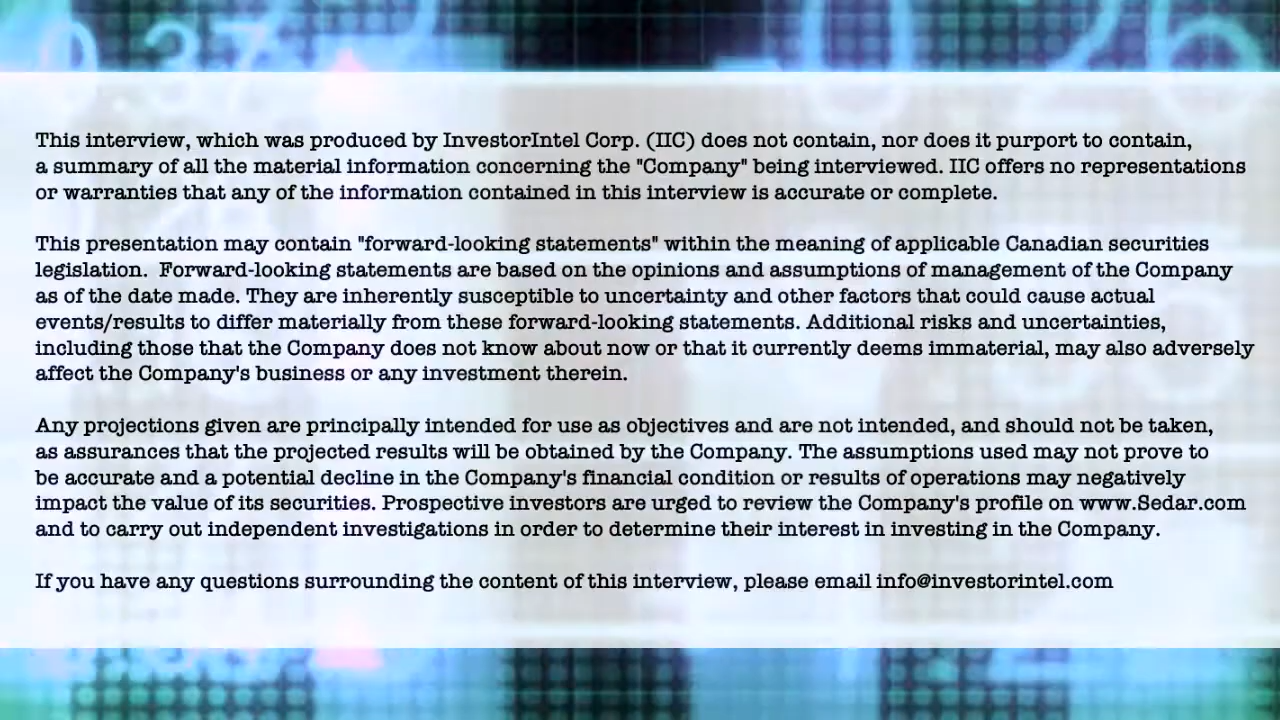 0.37
0.26
This interview, which was produced by InvestorIntel Corp. (IIC) does not contain, nor does it purport to contain,
a summary of all the material information concerning the "Company" being interviewed. IIC offers no representations
or warranties that any of the information contained in this interview is accurate or complete.
This presentation may contain "forward-looking statements" within the meaning of applicable Canadian securities
legislation.  Forward-looking statements are based on the opinions and assumptions of management of the Company
as of the date made. They are inherently susceptible to uncertainty and other factors that could cause actual
events/results to differ materially from these forward-looking statements. Additional risks and uncertainties,
including those that the Company does not know about now or that it currently deems immaterial, may also adversely
affect the Company's business or any investment therein.
Any projections given are principally intended for use as objectives and are not intended, and should not be taken,
as assurances that the projected results will be obtained by the Company. The assumptions used may not prove to
be accurate and a potential decline in the Company's financial condition or results of operations may negatively
impact the value of its securities. Prospective investors are urged to review the Company's profile on www.Sedar.com
and to carry out independent investigations in order to determine their interest in investing in the Company.
If you have any questions surrounding the content of this interview, please email info@investorintel.com